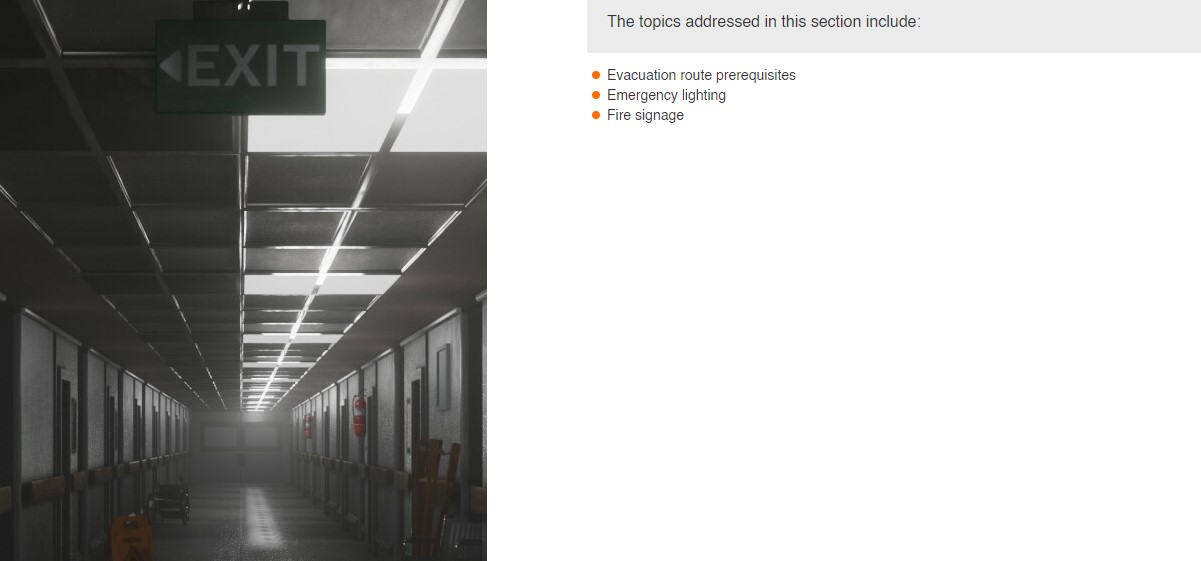 EXIT
The topics addressed in this section include:
Evacuation route prerequisites
Emergency lighting
Fire signage